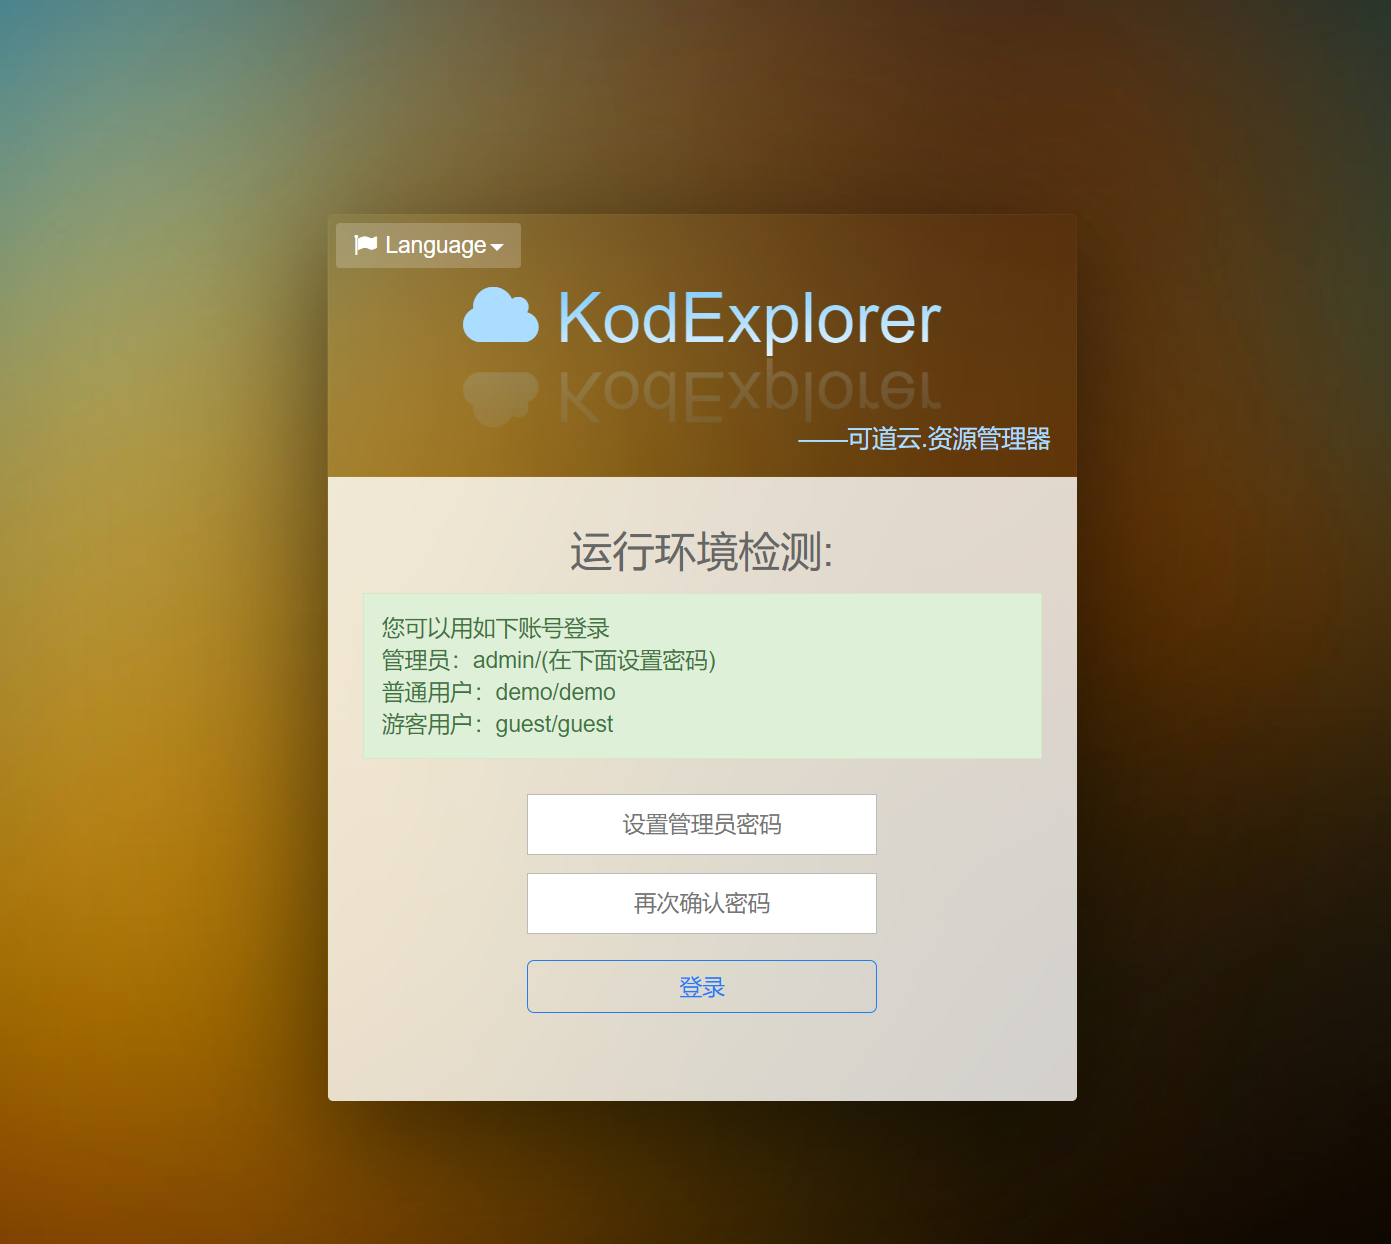 Language
KodExplorer
——可道云.资源管理器
运行环境检测:
您可以用如下账号登录
管理员：admin/(在下面设置密码)
普通用户：demo/demo
游客用户：guest/guest
设置管理员密码
再次确认密码
登录